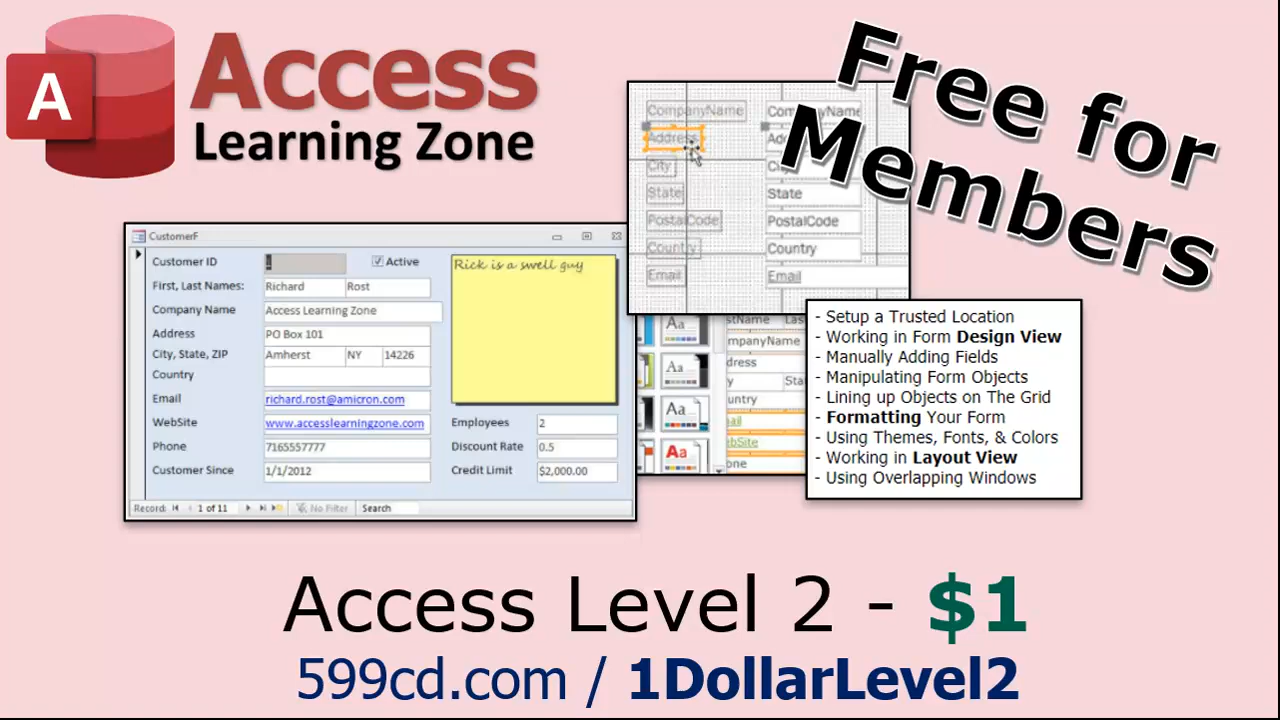 A
Access
Learning Zone
Free for
Members
CompanyName CompanyName
Address
City
State State
PostalCode PostalCode
Country Country
Email Email
CustomerF
Customer ID Active
First, Last Names: Richard Rost
Company Name Access Learning Zone
Address PO Box 101
City, State, ZIP Amherst NY 14226
Country
Email richard.rost@amicron.com
WebSite www.accesslearningzone.com
Phone 7165557777
Customer Since 1/1/2012
Rick is a swell guy
Employees 2
Discount Rate 0.5
Credit Limit $2,000.00
Record: 1 of 11 No Filter Search
Aa
Aa
Aa
Aa
- Setup a Trusted Location
- Working in Form Design View
- Manually Adding Fields
- Manipulating Form Objects
- Lining up Objects on The Grid
- Formatting Your Form
- Using Themes, Fonts, & Colors
- Working in Layout View
- Using Overlapping Windows
Access Level 2 - $1
599cd.com / 1DollarLevel2